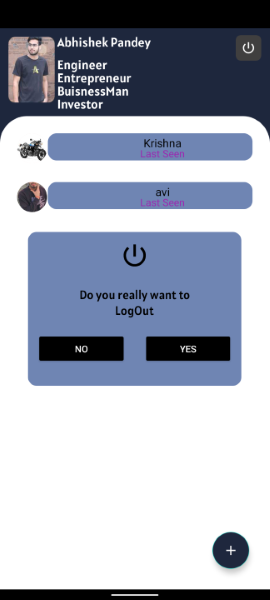 Abhishek Pandey
Engineer
Entrepreneur
BuisnessMan
Investor
Krishna
Last Seen
avi
Last Seen
Do you really want to
LogOut
NO
YES
+